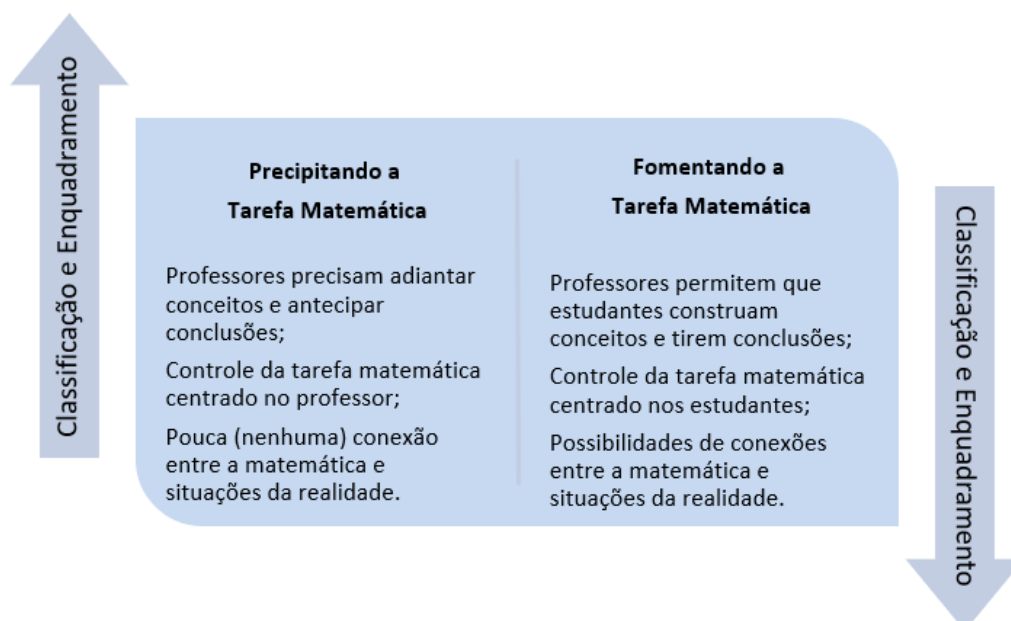 Classificação e Enquadramento
Precipitando a
Tarefa Matemática
Professores precisam adiantar
conceitos e antecipar
conclusões;
Controle da tarefa matemática
centrado no professor;
Pouca (nenhuma) conexão
entre a matemática e
situações da realidade.
Fomentando a
Tarefa Matemática
Professores permitem que
estudantes construam
conceitos e tirem conclusões;
Controle da tarefa matemática
centrado nos estudantes;
Possibilidades de conexões
entre a matemática e
situações da realidade.
Classificação e Enquadramento